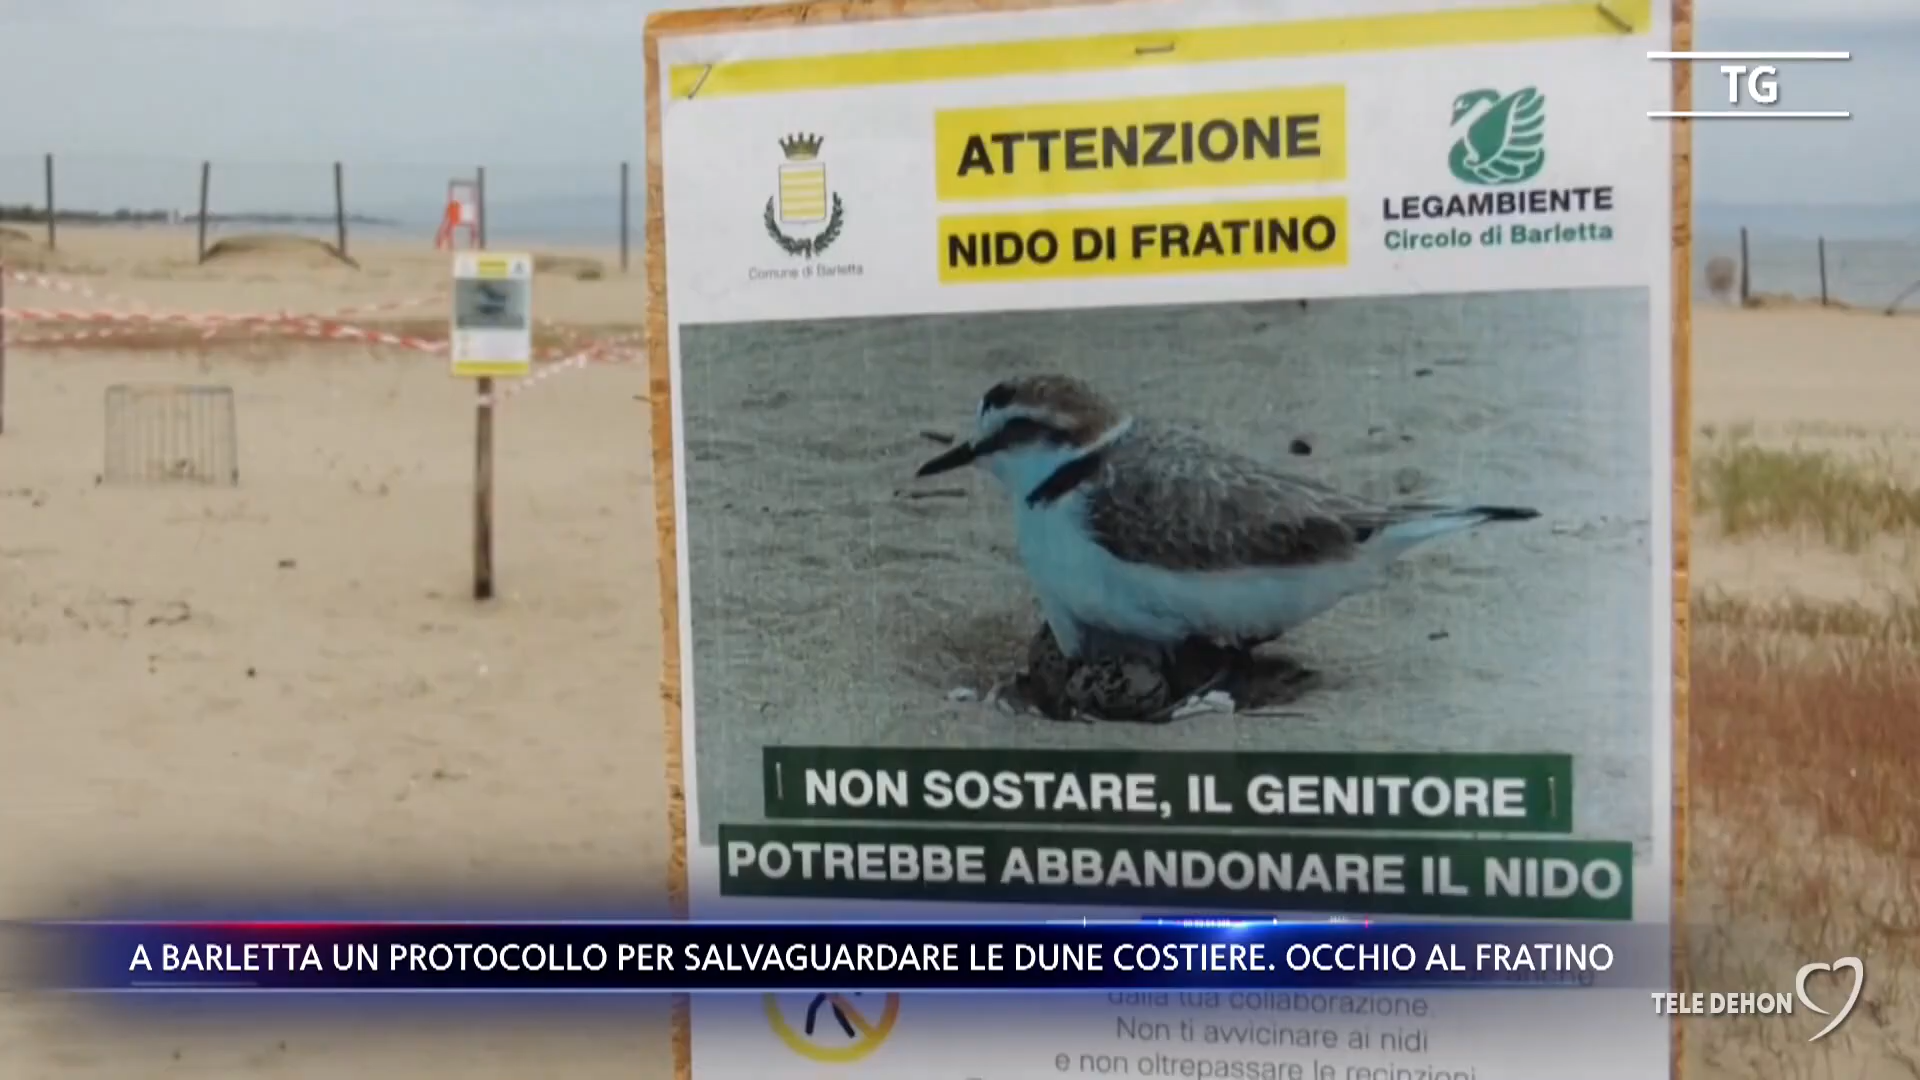 TG
ATTENZIONE
NIDO DI FRATINO
Comune di Barletta
LEGAMBIENTE
Circolo di Barletta
NON SOSTARE, IL GENITORE
POTREBBE ABBANDONARE IL NIDO
A BARLETTA UN PROTOCOLLO PER SALVAGUARDARE LE DUNE COSTIERE. OCCHIO AL FRATINO
TELE DEHON
dalla tua collaborazione.
Non ti avvicinare ai nidi
e non oltrepassare le recinzioni